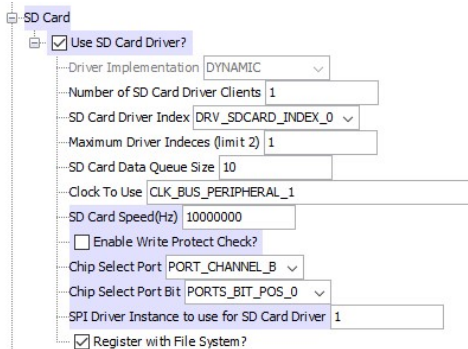 SD Card
Use SD Card Driver?
Driver Implementation DYNAMIC
Number of SD Card Driver Clients 1
SD Card Driver Index DRV_SDCARD_INDEX_0
Maximum Driver Indeces (limit 2) 1
SD Card Data Queue Size 10
Clock To Use CLK_BUS_PERIPHERAL_1
SD Card Speed(Hz) 10000000
Enable Write Protect Check?
Chip Select Port PORT_CHANNEL_B
Chip Select Port Bit PORTS_BIT_POS_0
SPI Driver Instance to use for SD Card Driver 1
Register with File System?